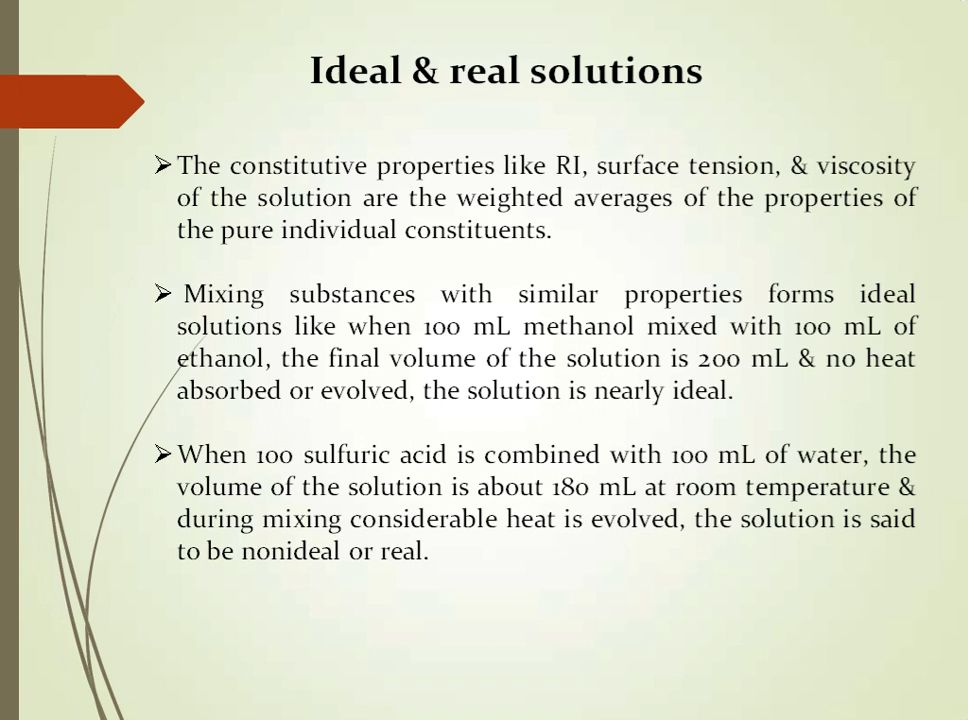 Ideal & real solutions
➢ The constitutive properties like RI, surface tension, & viscosity
of the solution are the weighted averages of the properties of
the pure individual constituents.
➢ Mixing substances with similar properties forms ideal
solutions like when 100 mL methanol mixed with 100 mL of
ethanol, the final volume of the solution is 200 mL & no heat
absorbed or evolved, the solution is nearly ideal.
➢ When 100 sulfuric acid is combined with 100 mL of water, the
volume of the solution is about 180 mL at room temperature &
during mixing considerable heat is evolved, the solution is said
to be nonideal or real.